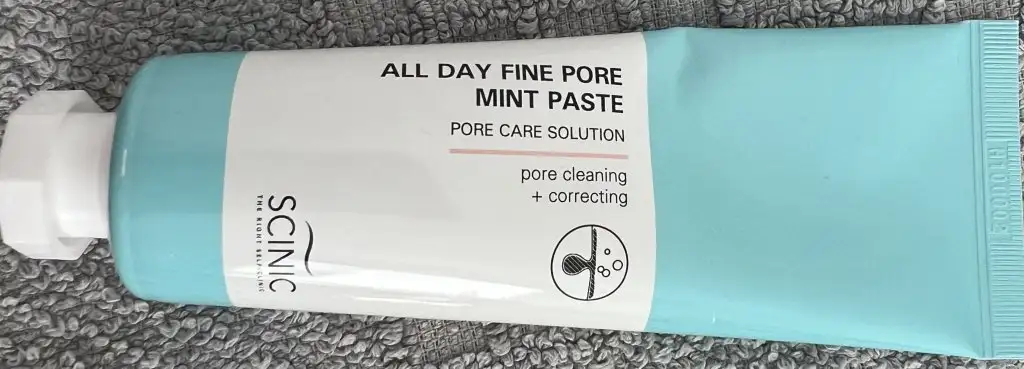 ALL DAY FINE PORE
MINT PASTE
PORE CARE SOLUTION
pore cleaning
+ correcting
SCINIC
THE RIGHT SELF-CLINIC